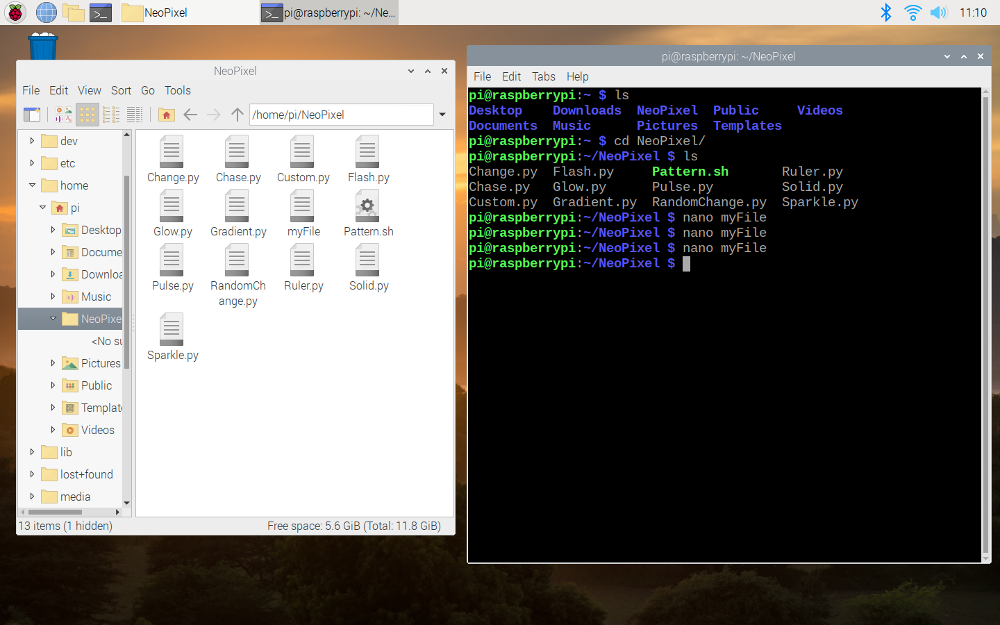 NeoPixel
pi@raspberrypi: ~/Ne...
11:10
NeoPixel
File Edit View Sort Go Tools
/home/pi/NeoPixel
dev
etc
home
pi
Desktop
Docume
Downloa
Music
NeoPixe
<No su
Pictures
Public
Template
Videos
lib
lost+found
media
Change.py Chase.py Custom.py Flash.py
Glow.py Gradient.py myFile Pattern.sh
Pulse.py RandomCh Ruler.py Solid.py
ange.py
Sparkle.py
13 items (1 hidden) Free space: 5.6 GiB (Total: 11.8 GiB)
pi@raspberrypi: ~/NeoPixel
File Edit Tabs Help
pi@raspberrypi:~ $ ls
Desktop Downloads NeoPixel Public Videos
Documents Music Pictures Templates
pi@raspberrypi:~ $ cd NeoPixel/
pi@raspberrypi:~/NeoPixel $ ls
Change.py Flash.py Pattern.sh Ruler.py
Chase.py Glow.py Pulse.py Solid.py
Custom.py Gradient.py RandomChange.py Sparkle.py
pi@raspberrypi:~/NeoPixel $ nano myFile
pi@raspberrypi:~/NeoPixel $ nano myFile
pi@raspberrypi:~/NeoPixel $ nano myFile
pi@raspberrypi:~/NeoPixel $